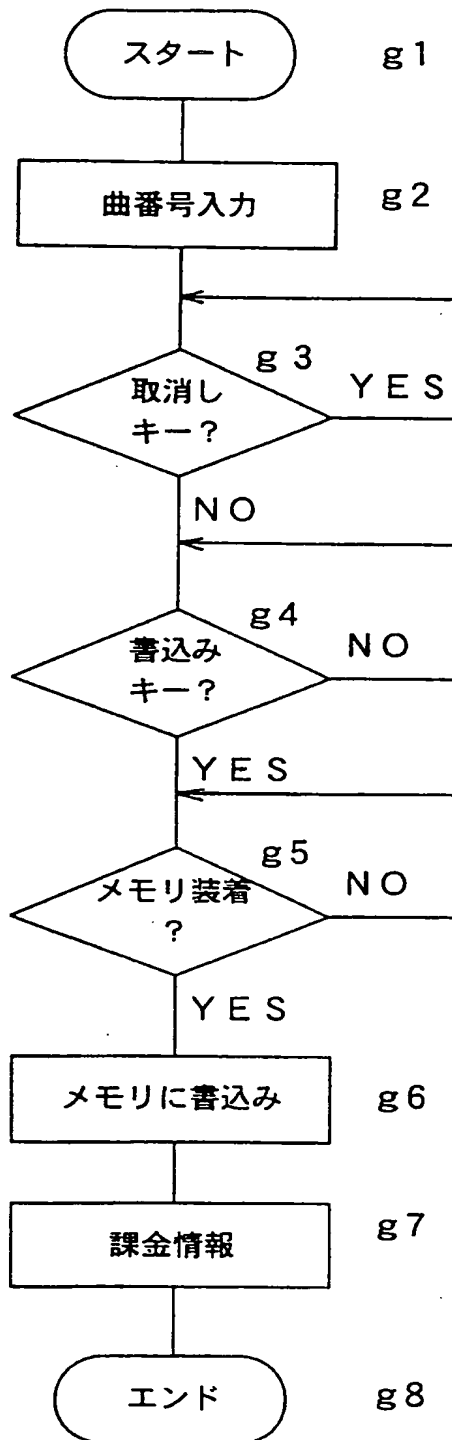 スタート
g1
曲番号入力
g2
g3
取消し
キー?
YES
NO
g4
書込み
キー?
NO
YES
g5
メモリ装着
?
NO
YES
メモリに書込み
g6
課金情報
g7
エンド
g8